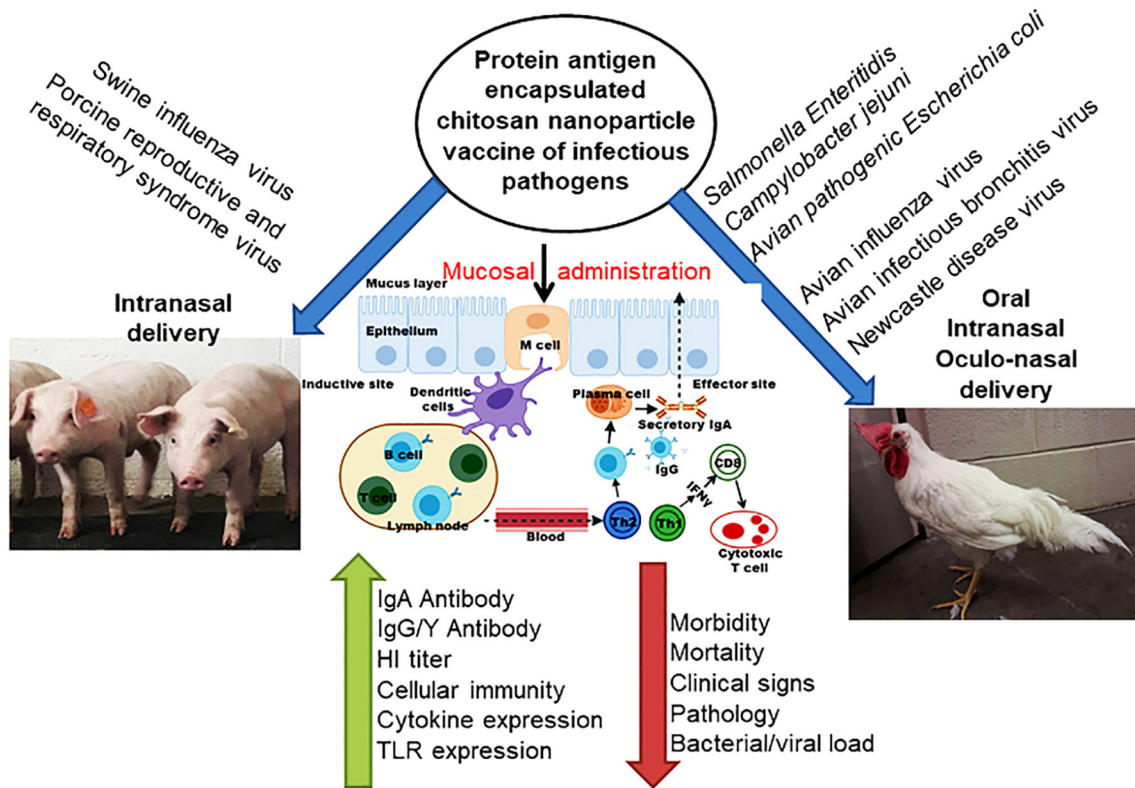 Protein antigen
encapsulated
chitosan nanoparticle
vaccine of infectious
pathogens
Swine influenza virus
Porcine reproductive and
respiratory syndrome virus
Salmonella Enteritidis
Campylobacter jejuni
Avian pathogenic Escherichia coli
Avian influenza virus
Avian infectious bronchitis virus
Newcastle disease virus
Intranasal
delivery
Oral
Intranasal
Oculo-nasal
delivery
Mucosal administration
Mucus layer
Epithelium
M cell
Inductive site
Effector site
Dendritic
cells
Plasma cell
Secretory IgA
IgG
B cell
T cell
Lymph node
Blood
Th2
Th1
IFNγ
CD8
Cytotoxic
T cell
IgA Antibody
IgG/Y Antibody
HI titer
Cellular immunity
Cytokine expression
TLR expression
Morbidity
Mortality
Clinical signs
Pathology
Bacterial/viral load